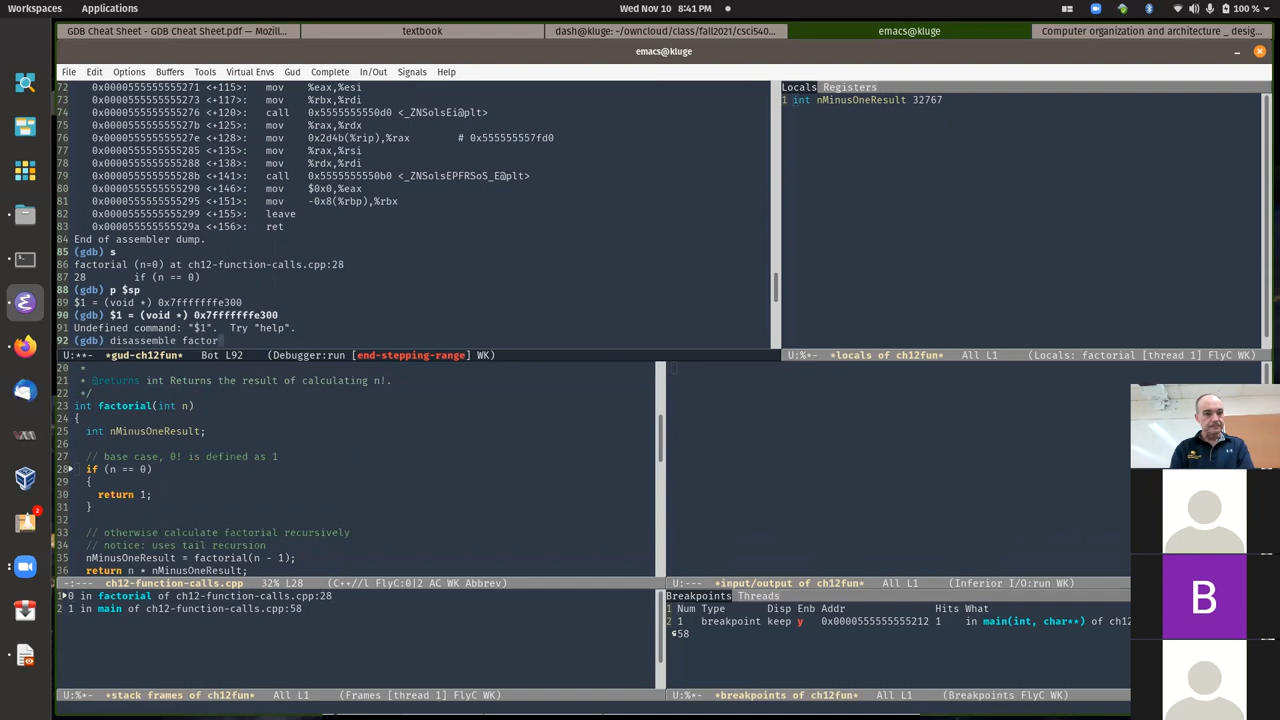 Workspaces Applications Wed Nov 10 8:41 PM 100 %
GDB Cheat Sheet - GDB Cheat Sheet.pdf — Mozill... textbook dash@kluge: ~/owncloud/class/fall2021/csci540... emacs@kluge Computer organization and architecture _ desig...
emacs@kluge
File Edit Options Buffers Tools Virtual Envs Gud Complete In/Out Signals Help
72 0x0000555555555271 <+115>: mov %eax,%esi
73 0x0000555555555273 <+117>: mov %rbx,%rdi
74 0x0000555555555276 <+120>: call 0x5555555550d0 <_ZNSolsEi@plt>
75 0x000055555555527b <+125>: mov %rax,%rdx
76 0x000055555555527e <+128>: mov 0x2d4b(%rip),%rax # 0x555555557fd0
77 0x0000555555555285 <+135>: mov %rax,%rsi
78 0x0000555555555288 <+138>: mov %rdx,%rdi
79 0x000055555555528b <+141>: call 0x5555555550b0 <_ZNSolsEPFRSoS_E@plt>
80 0x0000555555555290 <+146>: mov $0x0,%eax
81 0x0000555555555295 <+151>: mov -0x8(%rbp),%rbx
82 0x0000555555555299 <+155>: leave
83 0x000055555555529a <+156>: ret
84 End of assembler dump.
85 (gdb) s
86 factorial (n=0) at ch12-function-calls.cpp:28
87 28 if (n == 0)
88 (gdb) p $sp
89 $1 = (void *) 0x7fffffffe300
90 (gdb) $1 = (void *) 0x7fffffffe300
91 Undefined command: "$1". Try "help".
92 (gdb) disassemble factor
U:**- *gud-ch12fun* Bot L92 (Debugger:run [end-stepping-range] WK)
Locals Registers
1 int nMinusOneResult 32767
U:%*- *locals of ch12fun* All L1 (Locals: factorial [thread 1] FlyC WK)
20 *
21 * @returns int Returns the result of calculating n!.
22 */
23 int factorial(int n)
24 {
25 int nMinusOneResult;
26
27 // base case, 0! is defined as 1
28 if (n == 0)
29 {
30 return 1;
31 }
32
33 // otherwise calculate factorial recursively
34 // notice: uses tail recursion
35 nMinusOneResult = factorial(n - 1);
36 return n * nMinusOneResult;
-:--- ch12-function-calls.cpp 32% L28 (C++//l FlyC:0|2 AC WK Abbrev)
U:--- *input/output of ch12fun* All L1 (Inferior I/O:run WK)
1 0 in factorial of ch12-function-calls.cpp:28
2 1 in main of ch12-function-calls.cpp:58
U:%*- *stack frames of ch12fun* All L1 (Frames [thread 1] FlyC WK)
Breakpoints Threads
1 Num Type Disp Enb Addr Hits What
2 1 breakpoint keep y 0x0000555555555212 1 in main(int, char**) of ch12
58
U:%*- *breakpoints of ch12fun* All L1 (Breakpoints FlyC WK)
B
2